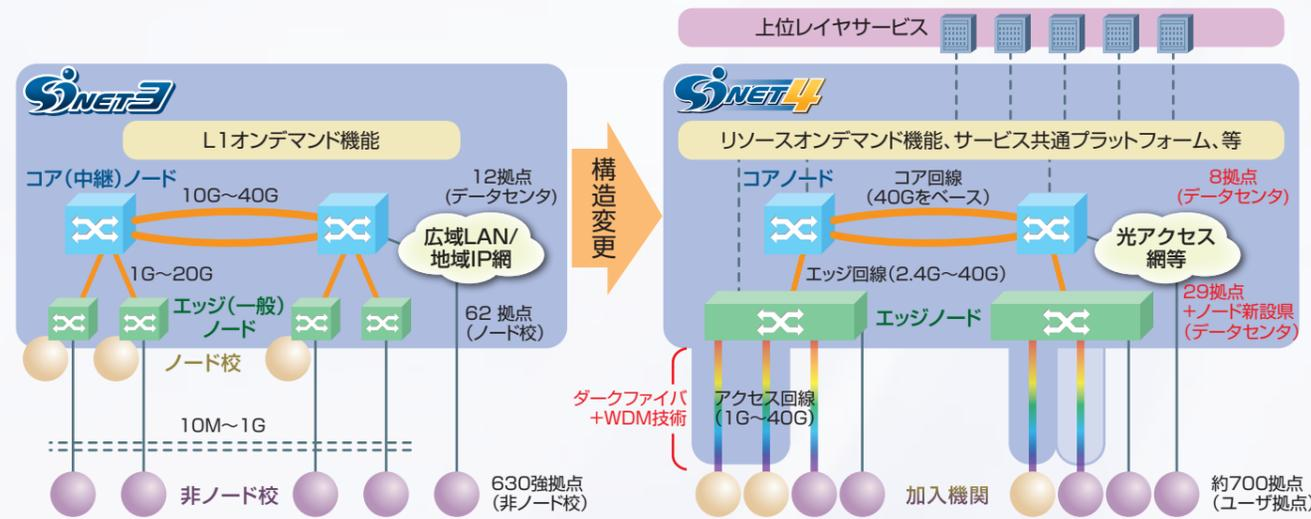 上位レイヤサービス
SINET3
L1オンデマンド機能
コア(中継)ノード
10G〜40G
12拠点
(データセンタ)
広域LAN/
地域IP網
1G〜20G
エッジ(一般)
ノード
62 拠点
(ノード校)
ノード校
10M〜1G
非ノード校
630強拠点
(非ノード校)
構造変更
SINET4
リソースオンデマンド機能、サービス共通プラットフォーム、等
コアノード
コア回線
(40Gをベース)
8拠点
(データセンタ)
光アクセス
網等
エッジ回線(2.4G〜40G)
エッジノード
29拠点
+ノード新設県
(データセンタ)
ダークファイバ
+WDM技術
アクセス回線
(1G〜40G)
加入機関
約700拠点
(ユーザ拠点)